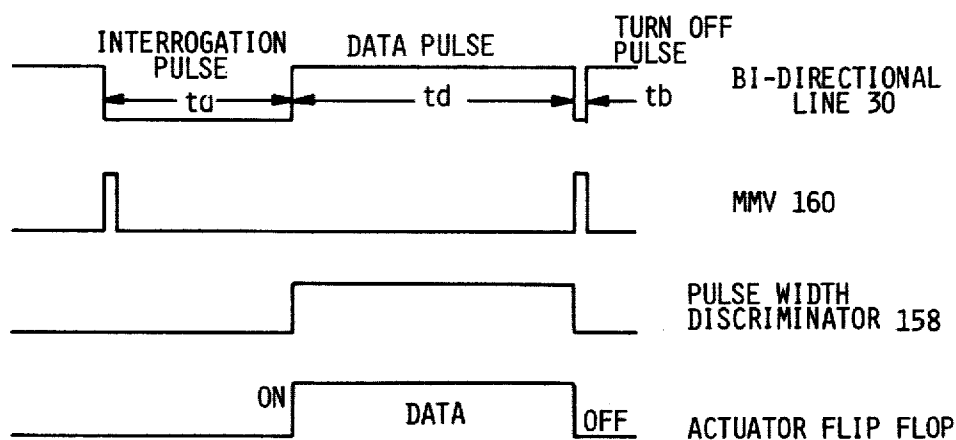 INTERROGATION
PULSE
DATA PULSE
TURN OFF
PULSE
BI-DIRECTIONAL
LINE 30
ta
td
tb
MMV 160
PULSE WIDTH
DISCRIMINATOR 158
ON
DATA
OFF
ACTUATOR FLIP FLOP